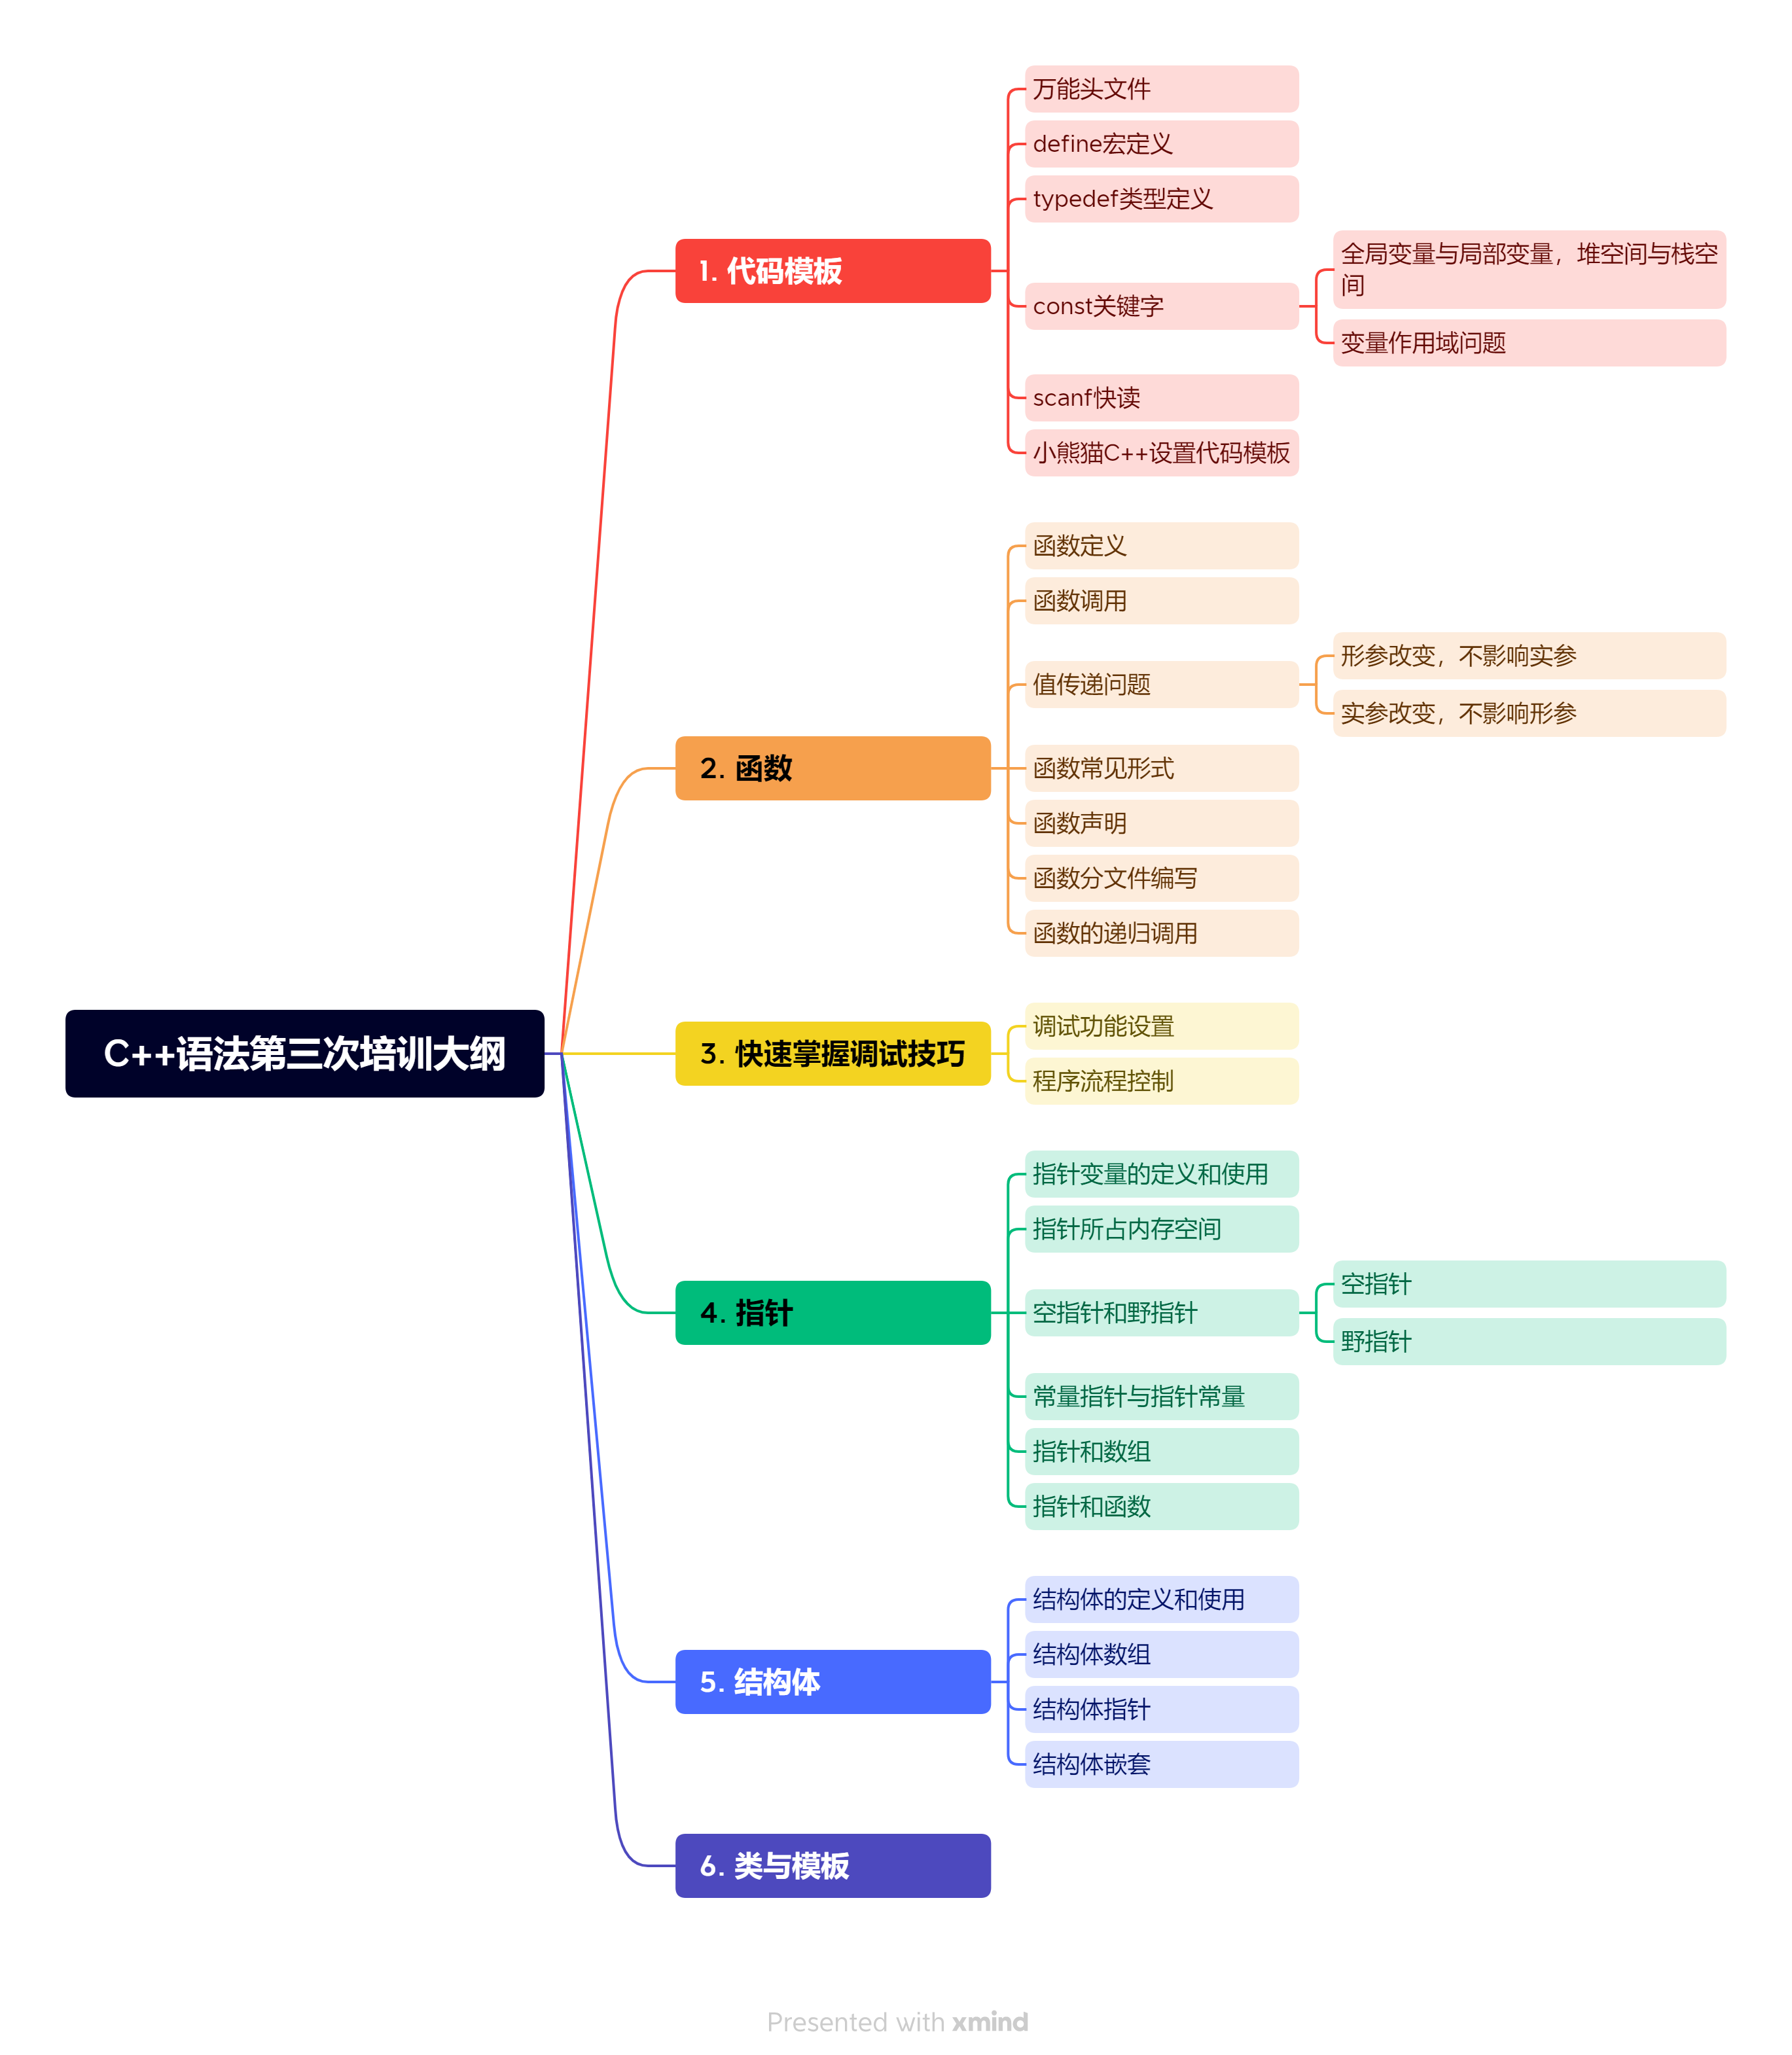 C++语法第三次培训大纲
1. 代码模板
万能头文件
define宏定义
typedef类型定义
const关键字
全局变量与局部变量，堆空间与栈空
间
变量作用域问题
scanf快读
小熊猫C++设置代码模板
2. 函数
函数定义
函数调用
值传递问题
形参改变，不影响实参
实参改变，不影响形参
函数常见形式
函数声明
函数分文件编写
函数的递归调用
3. 快速掌握调试技巧
调试功能设置
程序流程控制
4. 指针
指针变量的定义和使用
指针所占内存空间
空指针和野指针
空指针
野指针
常量指针与指针常量
指针和数组
指针和函数
5. 结构体
结构体的定义和使用
结构体数组
结构体指针
结构体嵌套
6. 类与模板
Presented with xmind